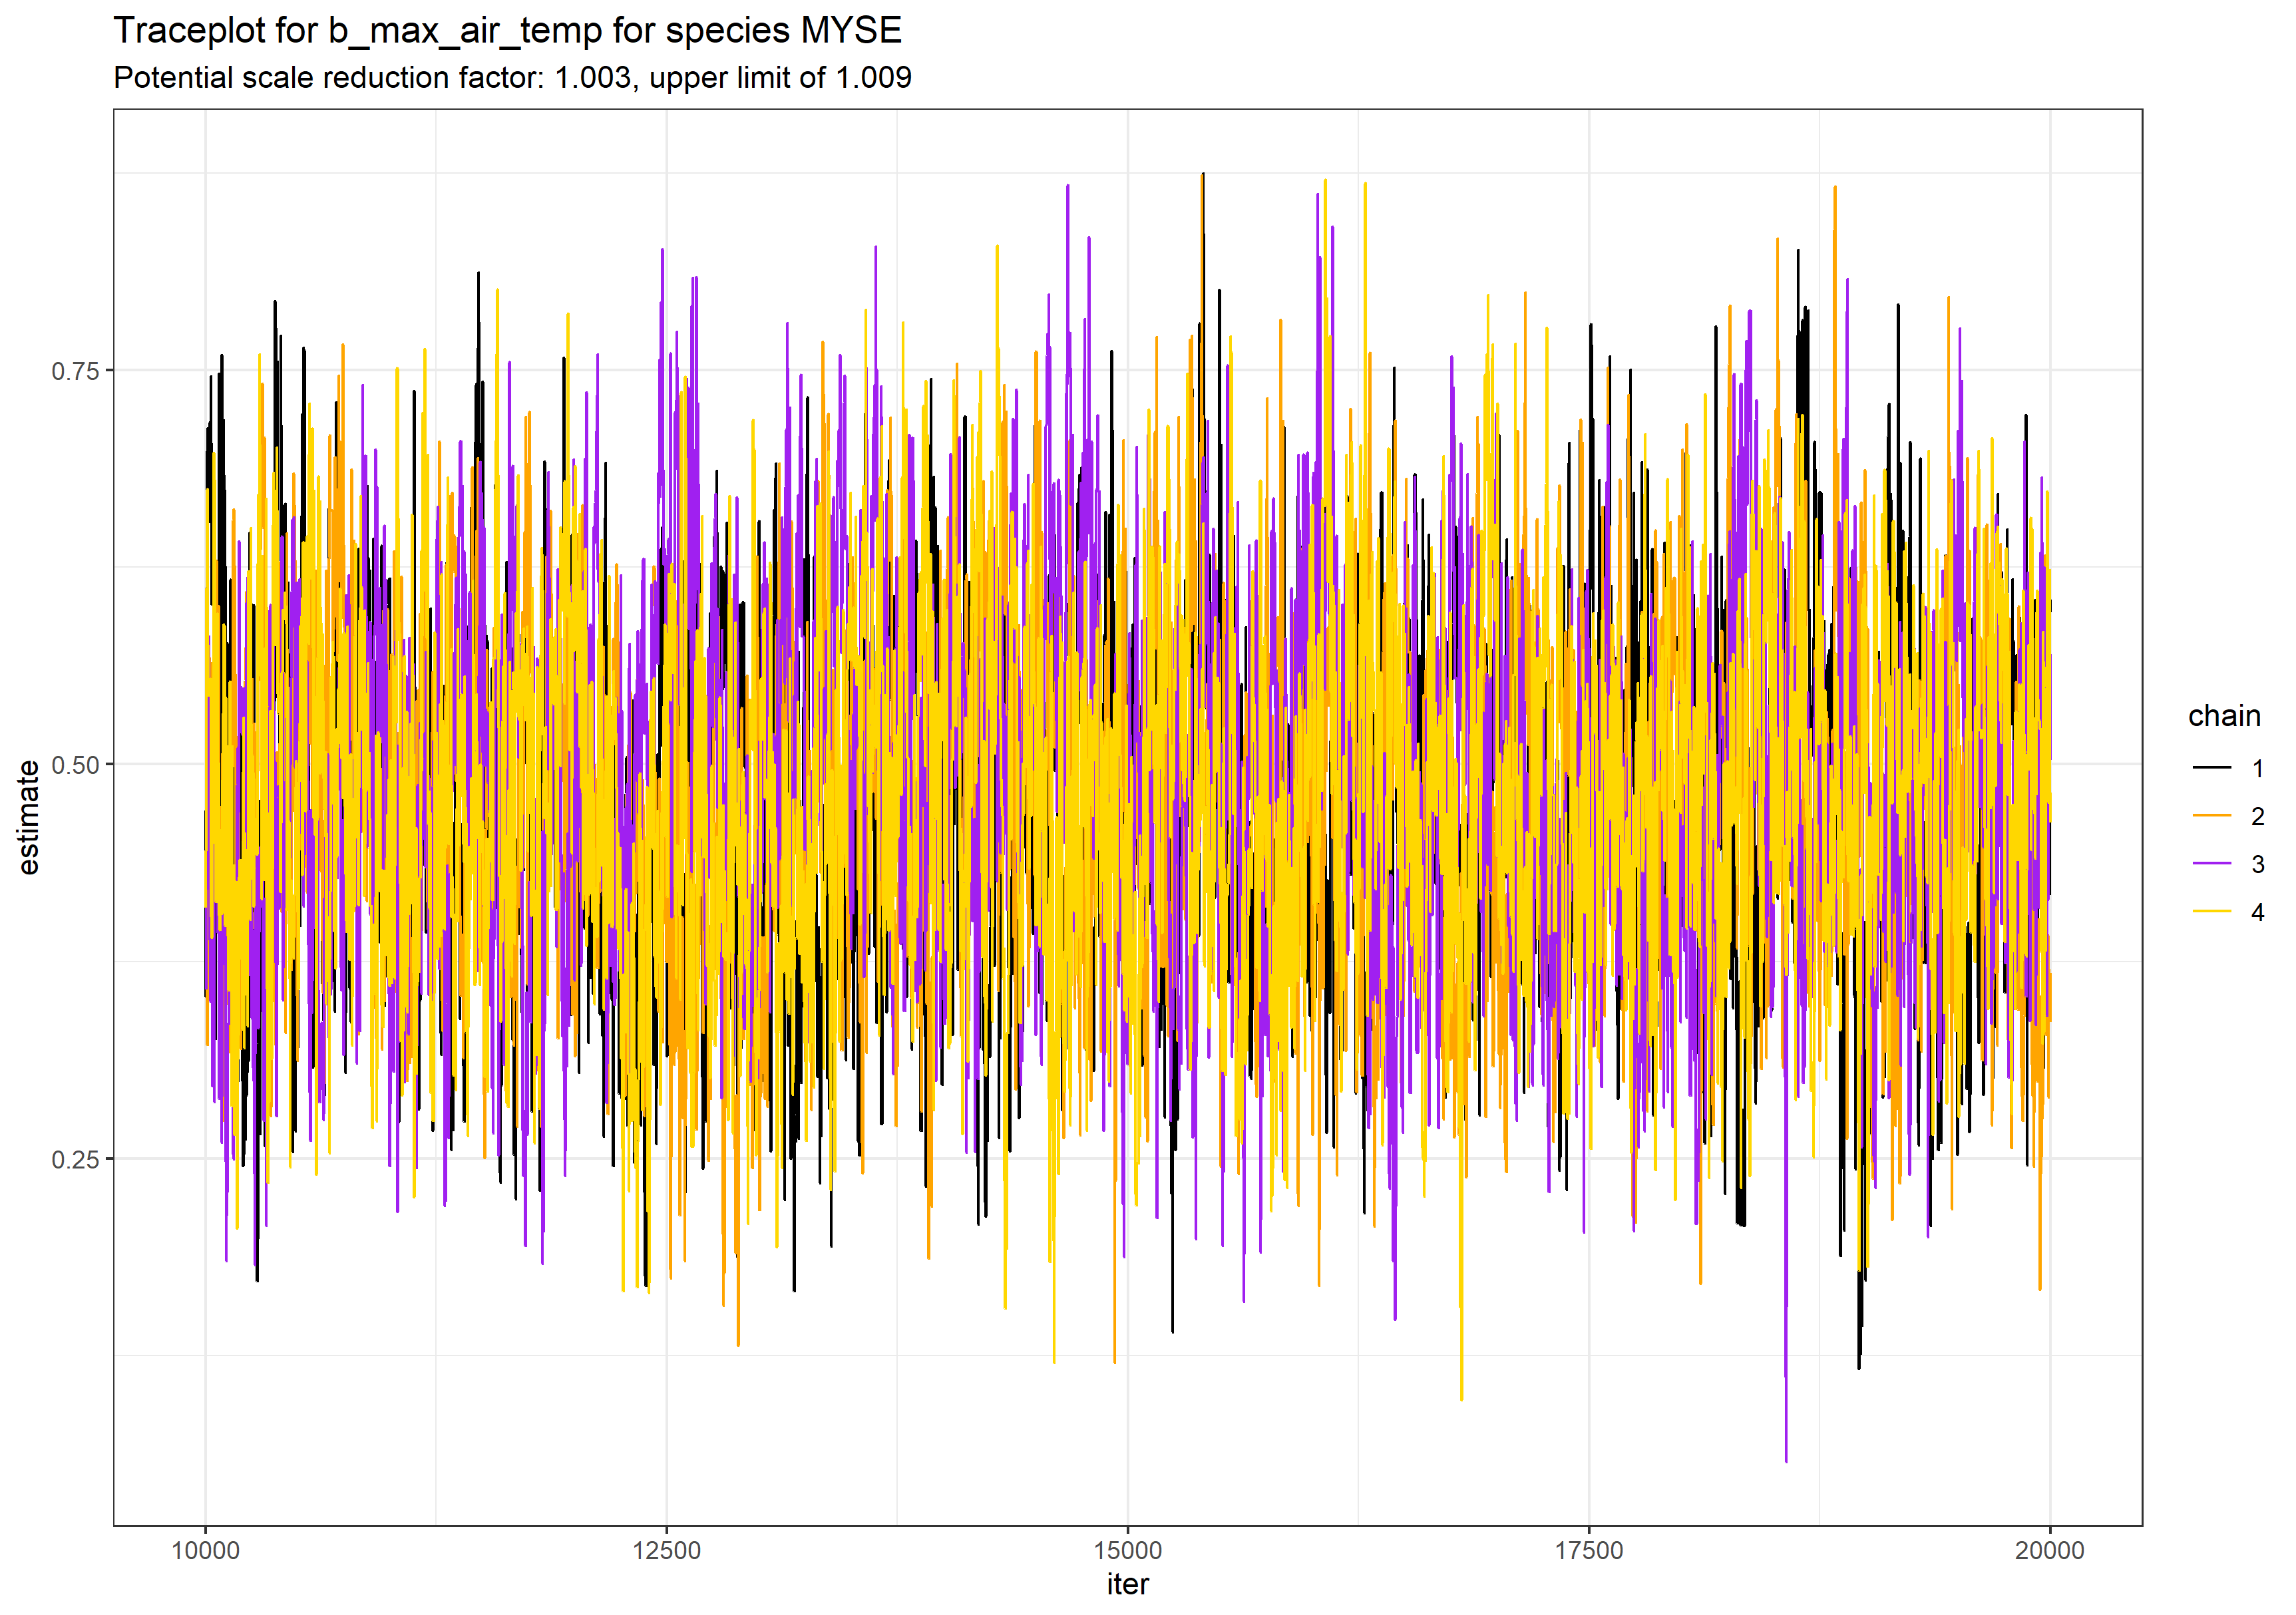 Traceplot for b_max_air_temp for species MYSE
Potential scale reduction factor: 1.003, upper limit of 1.009
0.75
0.50
0.25
estimate
10000 12500 15000 17500 20000
iter
chain
1
2
3
4